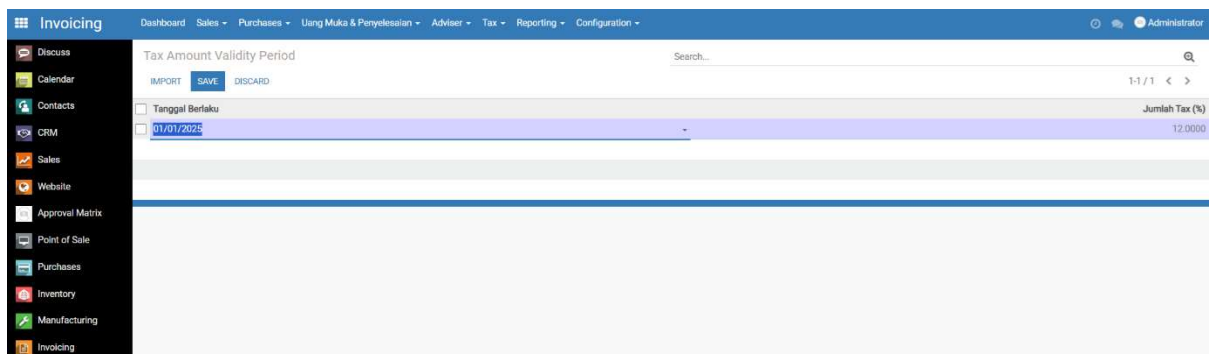 Invoicing
Dashboard Sales Purchases Uang Muka & Penyelesaian Adviser Tax Reporting Configuration
Administrator
Discuss
Calendar
Contacts
CRM
Sales
Website
Approval Matrix
Point of Sale
Purchases
Inventory
Manufacturing
Invoicing
Tax Amount Validity Period
Search...
IMPORT SAVE DISCARD
1-1 / 1
Tanggal Berlaku Jumlah Tax (%)
01/01/2025 12.0000